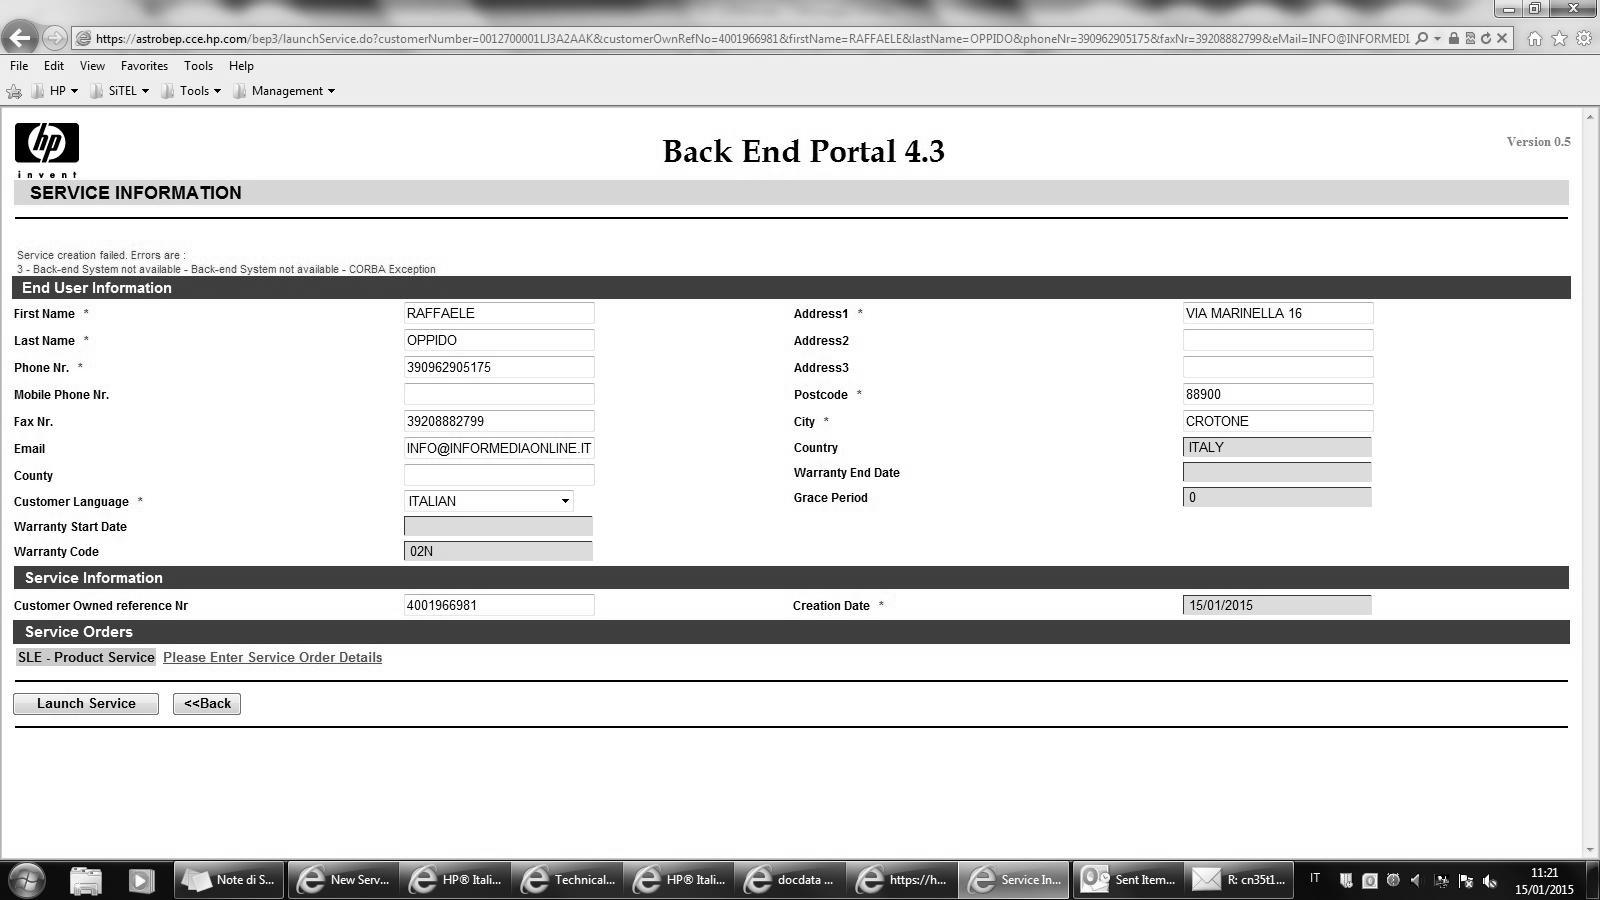 https://astrobep.cce.hp.com/bep3/launchService.do?customerNumber=0012700001LJ3A2AAK&customerOwnRefNo=4001966981&firstName=RAFFAELE&lastName=OPPIDO&phoneNr=390962905175&faxNr=39208882799&eMail=INFO@INFORMEDI
File Edit View Favorites Tools Help
HP SiTEL Tools Management
hp
invent
Back End Portal 4.3
Version 0.5
SERVICE INFORMATION
Service creation failed. Errors are :
3 - Back-end System not available - Back-end System not available - CORBA Exception
End User Information
First Name * RAFFAELE Address1 * VIA MARINELLA 16
Last Name * OPPIDO Address2
Phone Nr. * 390962905175 Address3
Mobile Phone Nr. Postcode * 88900
Fax Nr. 39208882799 City * CROTONE
Email INFO@INFORMEDIAONLINE.IT Country ITALY
County Warranty End Date
Customer Language * ITALIAN Grace Period 0
Warranty Start Date
Warranty Code 02N
Service Information
Customer Owned reference Nr 4001966981 Creation Date * 15/01/2015
Service Orders
SLE - Product Service Please Enter Service Order Details
Launch Service <<Back
Note di S... New Serv... HP® Itali... Technical... HP® Itali... docdata ... https://h... Service In... Sent Item... R: cn35t1... IT 11:21
15/01/2015